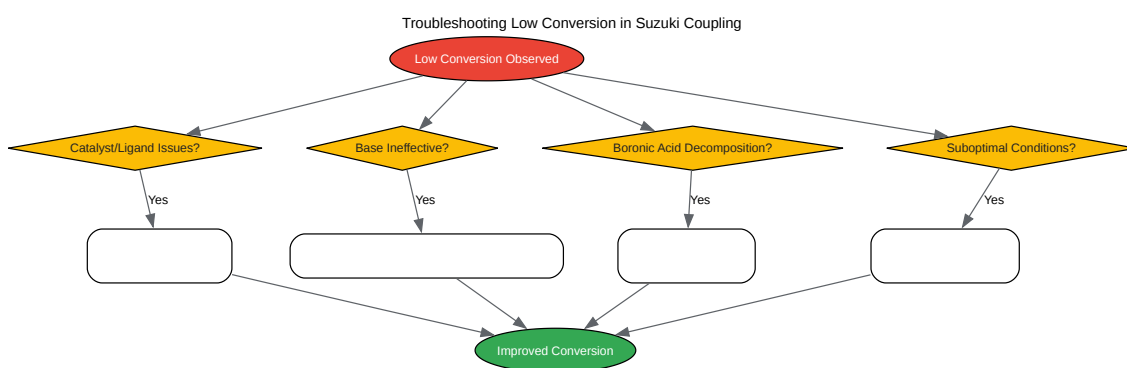 Troubleshooting Low Conversion in Suzuki Coupling
Low Conversion Observed
Catalyst/Ligand Issues?
Base Ineffective?
Boronic Acid Decomposition?
Suboptimal Conditions?
Yes
Yes
Yes
Yes
Improved Conversion